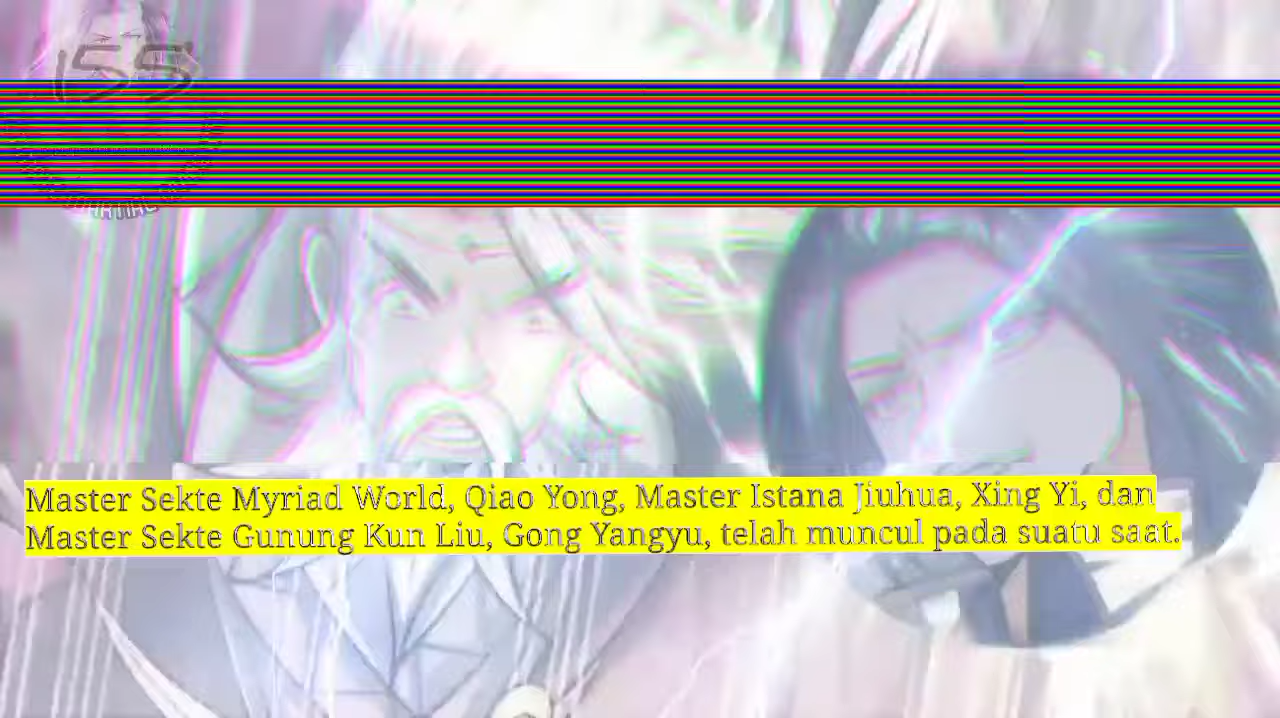 155
Master Sekte Myriad World, Qiao Yong, Master Istana Jiuhua, Xing Yi, dan
Master Sekte Gunung Kun Liu, Gong Yangyu, telah muncul pada suatu saat.